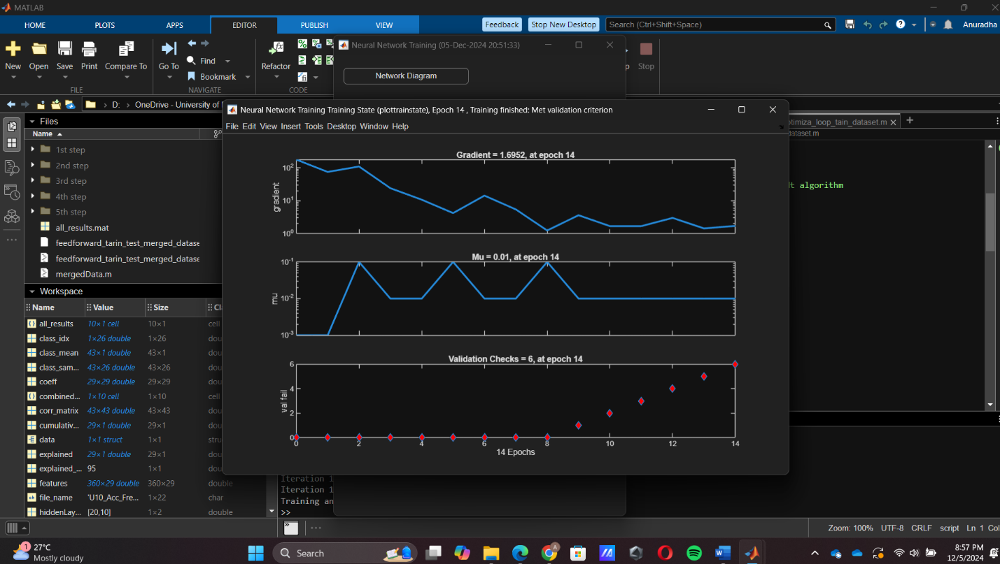 MATLAB
HOME PLOTS APPS EDITOR PUBLISH VIEW Feedback Stop New Desktop Search (Ctrl+Shift+Space) Anuradha
New Open Save Print Compare To Go To Find Bookmark Refactor Stop
FILE NAVIGATE CODE
Neural Network Training (05-Dec-2024 20:51:33)
Network Diagram
D: > OneDrive - University of
optimiza_loop_tain_dataset.m
dataset.m
lt algorithm
Files
Name
1st step
2nd step
3rd step
4th step
5th step
all_results.mat
feedforward_tarin_test_merged_datase
feedforward_tarin_test_merged_datase
mergedData.m
Workspace
Name Value Size Cl
all_results 10×1 cell 10×1 cell
class_idx 1×26 double 1×26 dou
class_mean 43×1 double 43×1 dou
class_sam... 43×26 double 43×26 dou
coeff 29×29 double 29×29 dou
combined... 1×10 cell 1×10 cell
corr_matrix 43×43 double 43×43 dou
cumulativ... 29×1 double 29×1 dou
data 1×1 struct 1×1 stru
explained 29×1 double 29×1 dou
explained_... 95 1×1 dou
features 360×29 double 360×29 double
file_name 'U10_Acc_Fre... 1×22 char
hiddenLay... [20,10] 1×2 double
Neural Network Training Training State (plottrainstate), Epoch 14 , Training finished: Met validation criterion
File Edit View Insert Tools Desktop Window Help
Gradient = 1.6952, at epoch 14
gradient
10²
10¹
10⁰
Mu = 0.01, at epoch 14
mu
10⁻¹
10⁻²
10⁻³
Validation Checks = 6, at epoch 14
val fail
6
4
2
0
0 2 4 6 8 10 12 14
14 Epochs
Iteration 1
Iteration 1
Training an
>>
Zoom: 100% UTF-8 CRLF script Ln 1 Col
1
27°C
Mostly cloudy
Search
8:57 PM
12/5/2024